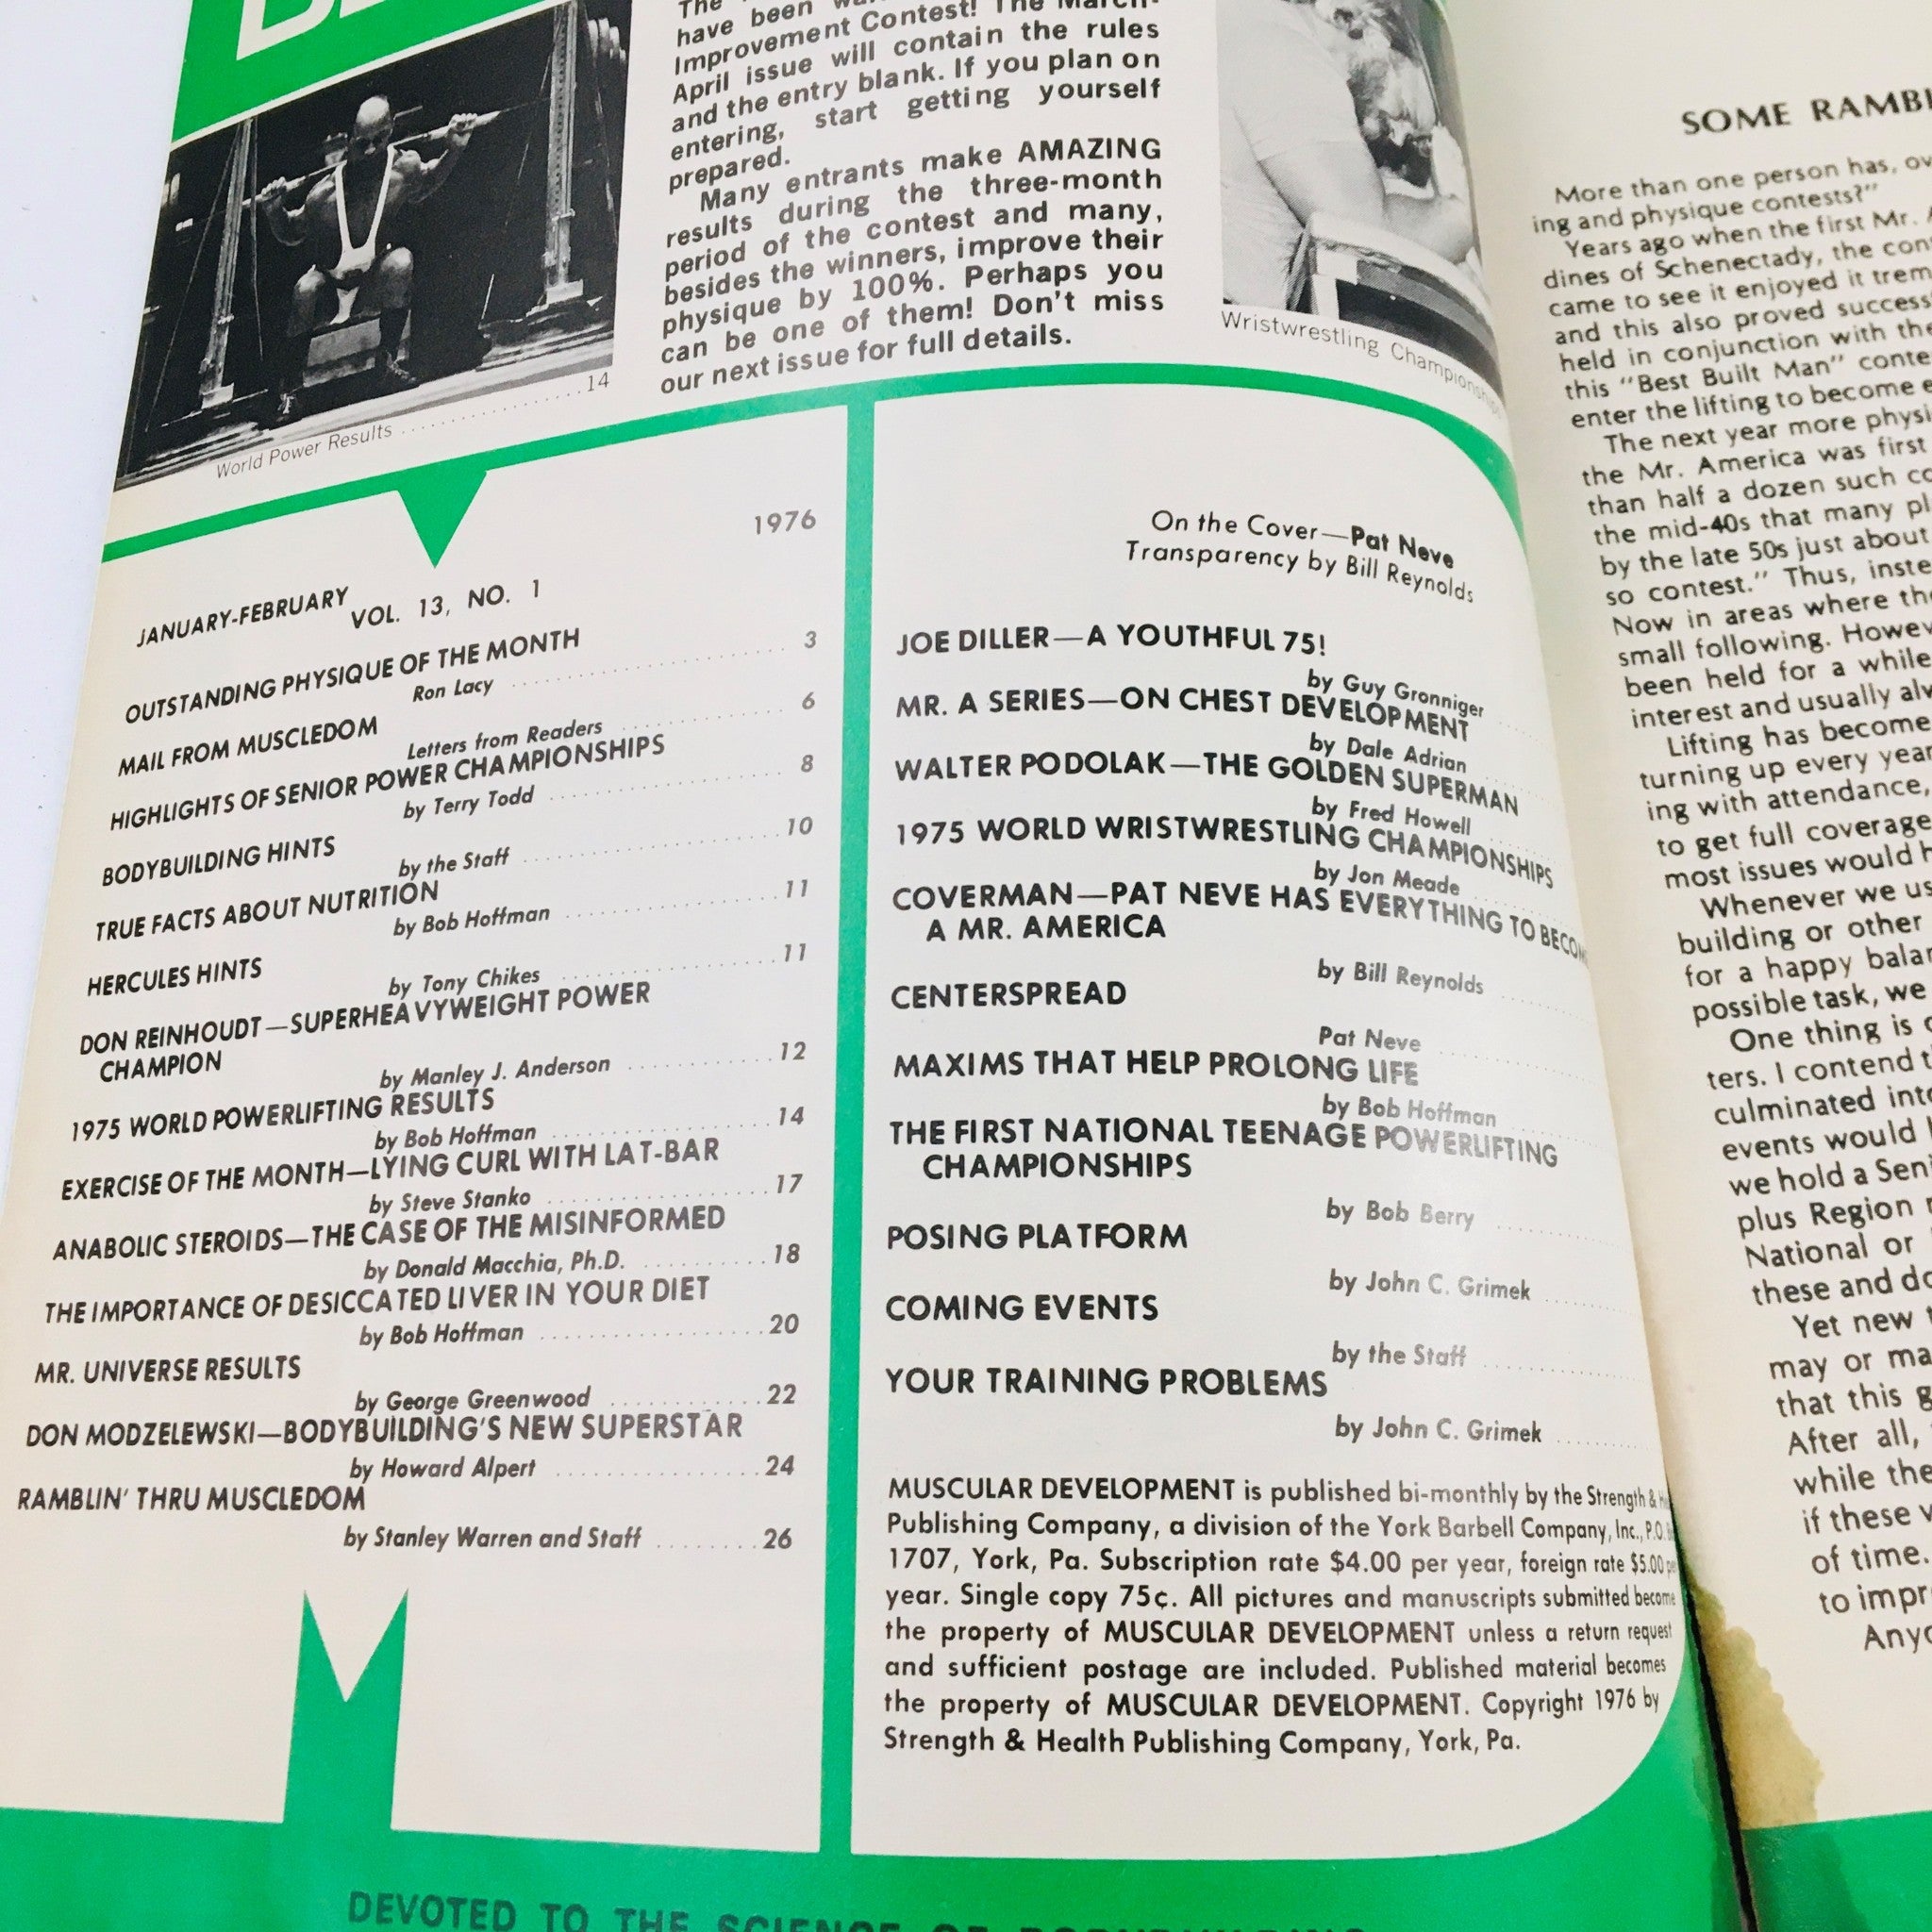 have been
Improvement Contest! The March-
April issue will contain the rules
and the entry blank. If you plan on
entering, start getting yourself
prepared.
Many entrants make AMAZING
results during the three-month
period of the contest and many,
besides the winners, improve their
physique by 100%. Perhaps you
can be one of them! Don't miss
our next issue for full details.
World Power Results ....................14
Wristwrestling Championships
1976
JANUARY-FEBRUARY
VOL. 13, NO. 1
OUTSTANDING PHYSIQUE OF THE MONTH
Ron Lacy .................... 3
MAIL FROM MUSCLEDOM
Letters from Readers .................... 6
HIGHLIGHTS OF SENIOR POWER CHAMPIONSHIPS
by Terry Todd .................... 8
BODYBUILDING HINTS
by the Staff ....................10
TRUE FACTS ABOUT NUTRITION
by Bob Hoffman ....................11
HERCULES HINTS
by Tony Chikes ....................11
DON REINHOUDT—SUPERHEAVYWEIGHT POWER
CHAMPION
by Manley J. Anderson ....................12
1975 WORLD POWERLIFTING RESULTS
by Bob Hoffman ....................14
EXERCISE OF THE MONTH—LYING CURL WITH LAT-BAR
by Steve Stanko ....................17
ANABOLIC STEROIDS—THE CASE OF THE MISINFORMED
by Donald Macchia, Ph.D. ...........18
THE IMPORTANCE OF DESICCATED LIVER IN YOUR DIET
by Bob Hoffman ....................20
MR. UNIVERSE RESULTS
by George Greenwood .............22
DON MODZELEWSKI—BODYBUILDING'S NEW SUPERSTAR
by Howard Alpert ..................24
RAMBLIN' THRU MUSCLEDOM
by Stanley Warren and Staff ........26
On the Cover—Pat Neve
Transparency by Bill Reynolds
JOE DILLER—A YOUTHFUL 75!
by Guy Gronniger
MR. A SERIES—ON CHEST DEVELOPMENT
by Dale Adrian
WALTER PODOLAK—THE GOLDEN SUPERMAN
by Fred Howell
1975 WORLD WRISTWRESTLING CHAMPIONSHIPS
by Jon Meade
COVERMAN—PAT NEVE HAS EVERYTHING TO
A MR. AMERICA
by Bill Reynolds
CENTERSPREAD
Pat Neve
MAXIMS THAT HELP PROLONG LIFE
by Bob Hoffman
THE FIRST NATIONAL TEENAGE POWERLIFTING
CHAMPIONSHIPS
by Bob Berry
POSING PLATFORM
by John C. Grimek
COMING EVENTS
by the Staff
YOUR TRAINING PROBLEMS
by John C. Grimek
MUSCULAR DEVELOPMENT is published bi-monthly by the Strength &
Publishing Company, a division of the York Barbell Company, Inc., P.O.
1707, York, Pa. Subscription rate $4.00 per year, foreign rate $5.00
year. Single copy 75¢. All pictures and manuscripts submitted become
the property of MUSCULAR DEVELOPMENT unless a return request
and sufficient postage are included. Published material becomes
the property of MUSCULAR DEVELOPMENT. Copyright 1976 by
Strength & Health Publishing Company, York, Pa.
DEVOTED TO THE SCIENCE OF
SOME
More than one person has,
ing and physique contests?"
Years ago when the first Mr.
dines of Schenectady, the
came to see it enjoyed it
and this also proved
held in conjunction with
this "Best Built Man"
enter the lifting to become
The next year more
the Mr. America was first
than half a dozen such
the mid-40s that many
by the late 50s just about
so contest." Thus,
Now in areas where
small following.
been held for a while
interest and usually
Lifting has become
turning up every year
ing with attendance,
to get full coverage
most issues would
Whenever we
building or other
for a happy
possible task, we
One thing is
ters. I contend
culminated
events would
we hold a
plus Region
National or
these and
Yet new
may or
that this
After all,
while
if these
of time.
to